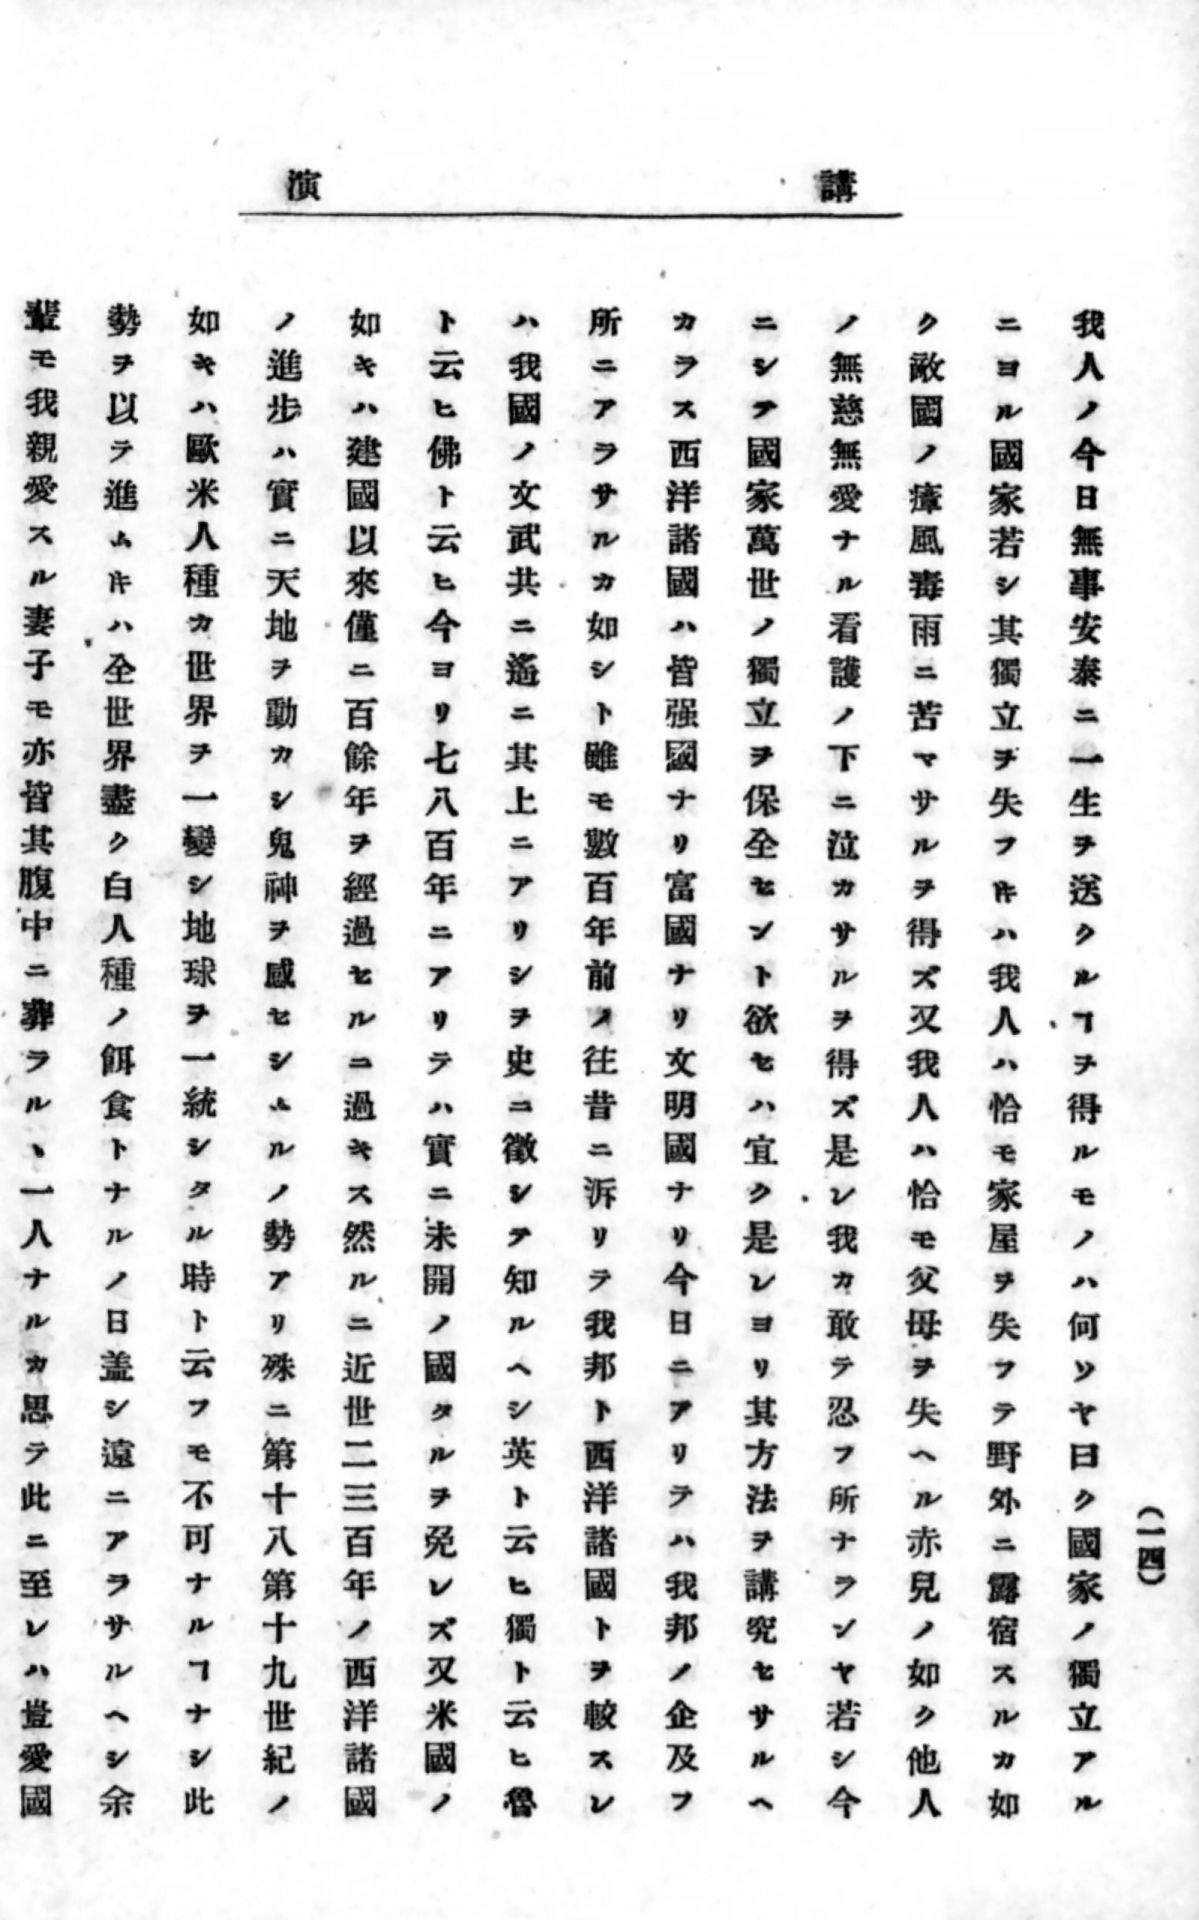 講演
(一四)
我人ノ今日無事安泰ニ一生ヲ送クルヿヲ得ルモノハ何ソヤ曰ク國家ノ獨立アル
ニヨル國家若シ其獨立ヲ失フ𪜈ハ我人ハ恰モ家屋ヲ失フテ野外ニ露宿スルカ如
ク敵國ノ瘴風毒雨ニ苦マサルヲ得ズ又我人ハ恰モ父母ヲ失ヘル赤兒ノ如ク他人
ノ無慈無愛ナル看護ノ下ニ泣カサルヲ得ズ是レ我カ敢テ忍フ所ナランヤ若シ今
ニシテ國家萬世ノ獨立ヲ保全セント欲セハ宜ク是レヨリ其方法ヲ講究セサルヘ
カラス西洋諸國ハ皆强國ナリ富國ナリ文明國ナリ今日ニアリテハ我邦ノ企及フ
所ニアラサルカ如シト雖モ數百年前ノ往昔ニ泝リテ我邦ト西洋諸國トヲ較スレ
ハ我國ノ文武共ニ遙ニ其上ニアリシヲ史ニ徵シテ知ルヘシ英ト云ヒ獨ト云ヒ魯
ト云ヒ佛ト云ヒ今ヨリ七八百年ニアリテハ實ニ未開ノ國タルヲ免レズ又米國ノ
如キハ建國以來僅ニ百餘年ヲ經過セルニ過キス然ルニ近世二三百年ノ西洋諸國
ノ進步ハ實ニ天地ヲ動カシ鬼神ヲ感セシムルノ勢アリ殊ニ第十八第十九世紀ノ
如キハ歐米人種カ世界ヲ一變シ地球ヲ一統シタル時ト云フモ不可ナルヿナシ此
勢ヲ以テ進ム𪜈ハ全世界盡ク白人種ノ餌食トナルノ日盖シ遠ニアラサルヘシ余
輩モ我親愛スル妻子モ亦皆其腹中ニ葬ラルヽ一人ナルカ思テ此ニ至レハ豈愛國